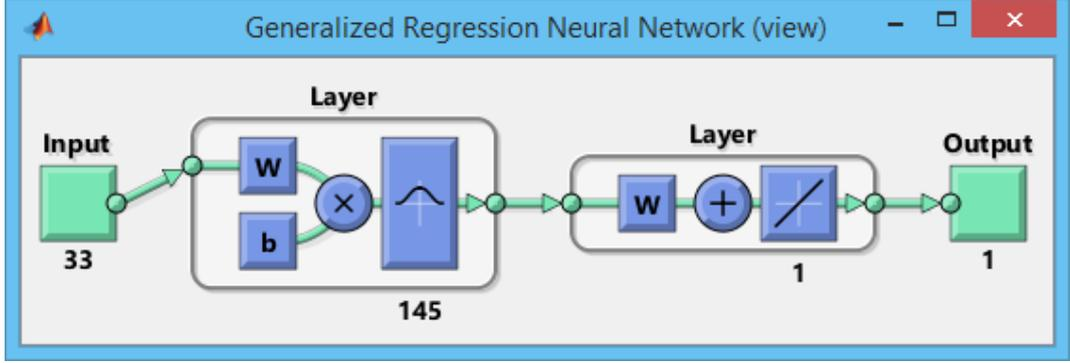 Generalized Regression Neural Network (view)
Layer
Layer
Input
Output
W
b
W
33
1
1
145